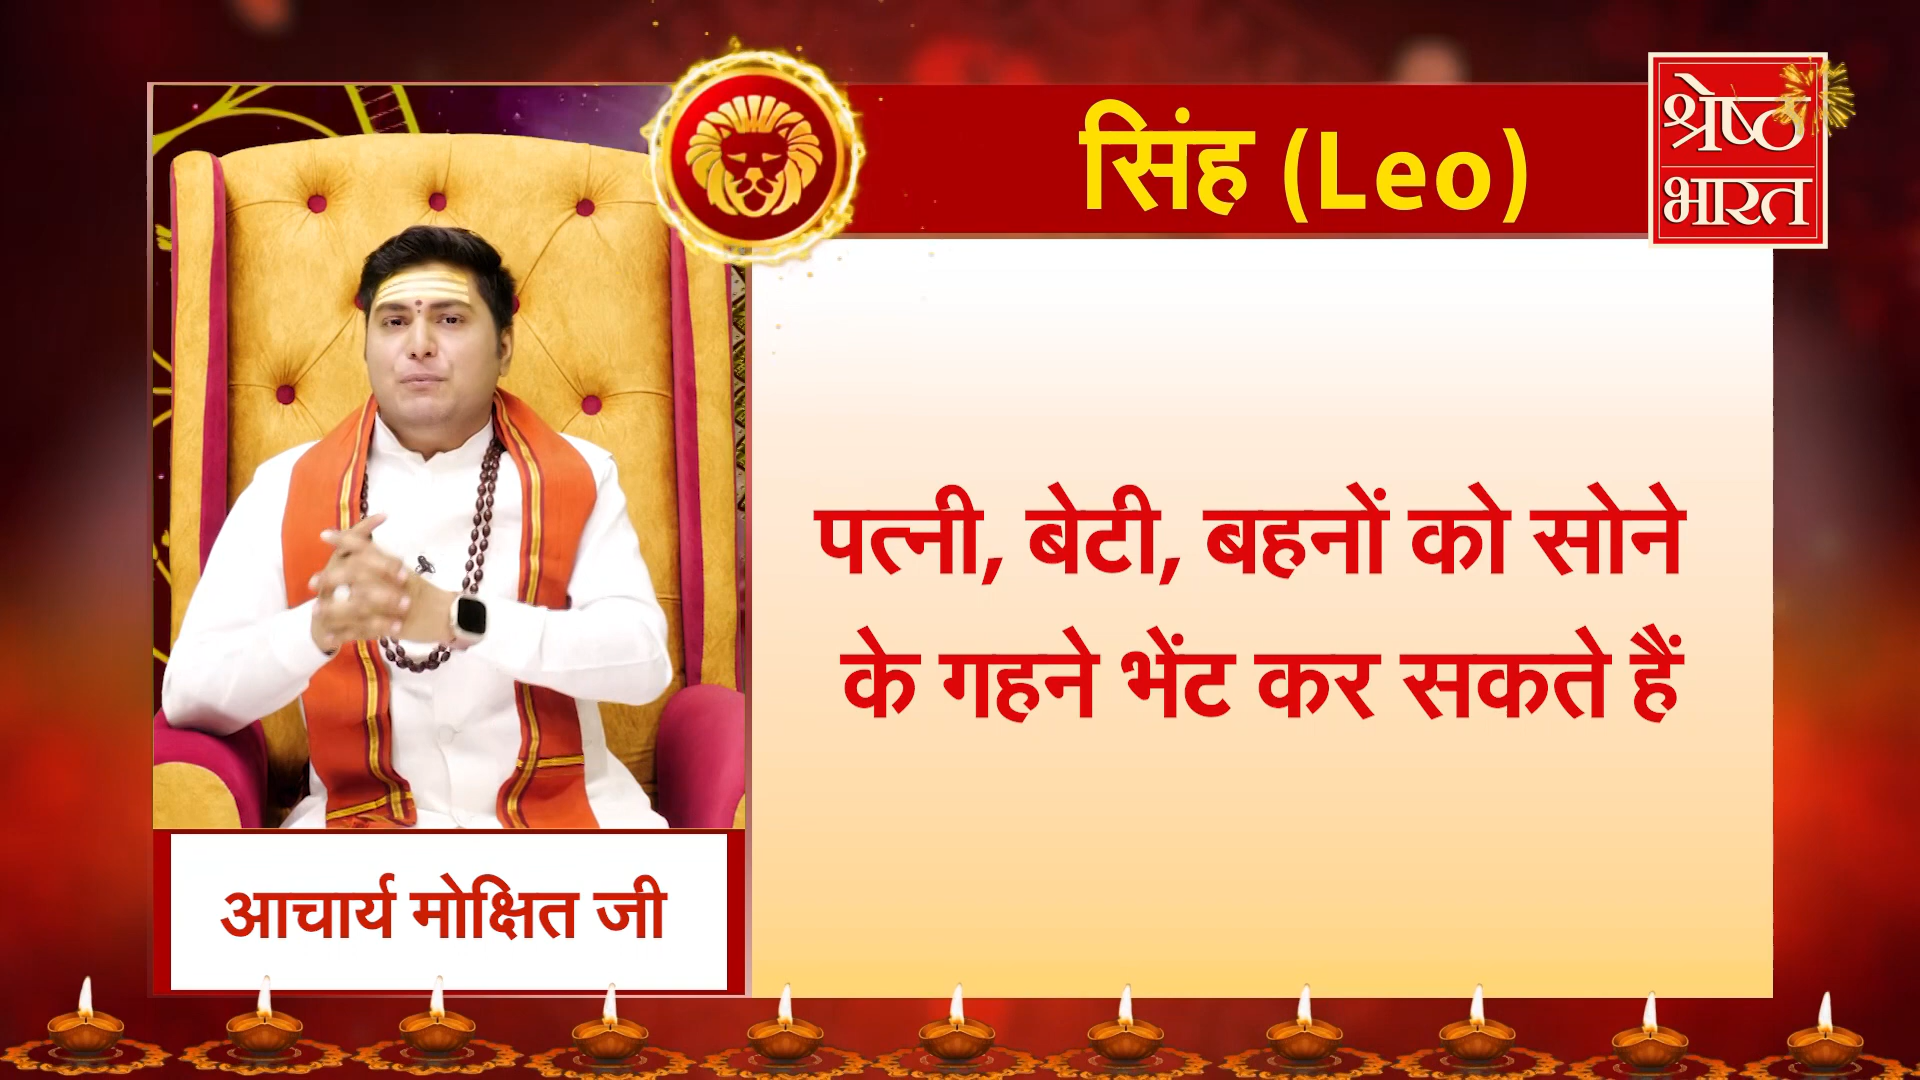 सिंह (Leo)
श्रेष्ठ
भारत
पत्नी, बेटी, बहनों को सोने
के गहने भेंट कर सकते हैं
आचार्य मोक्षित जी